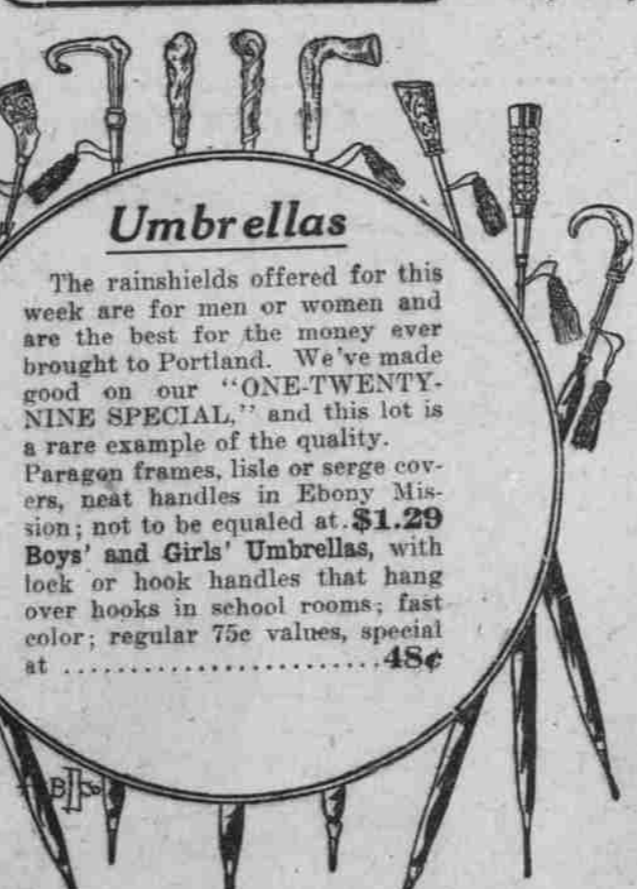 Umbrellas
The rainshields offered for this
week are for men or women and
are the best for the money ever
brought to Portland. We've made
good on our "ONE-TWENTY-
NINE SPECIAL," and this lot is
a rare example of the quality.
Paragon frames, lisle or serge cov-
ers, neat handles in Ebony Mis-
sion; not to be equaled at.$1.29
Boys' and Girls' Umbrellas, with
lock or hook handles that hang
over hooks in school rooms; fast
color; regular 75c values, special
at ........................48¢